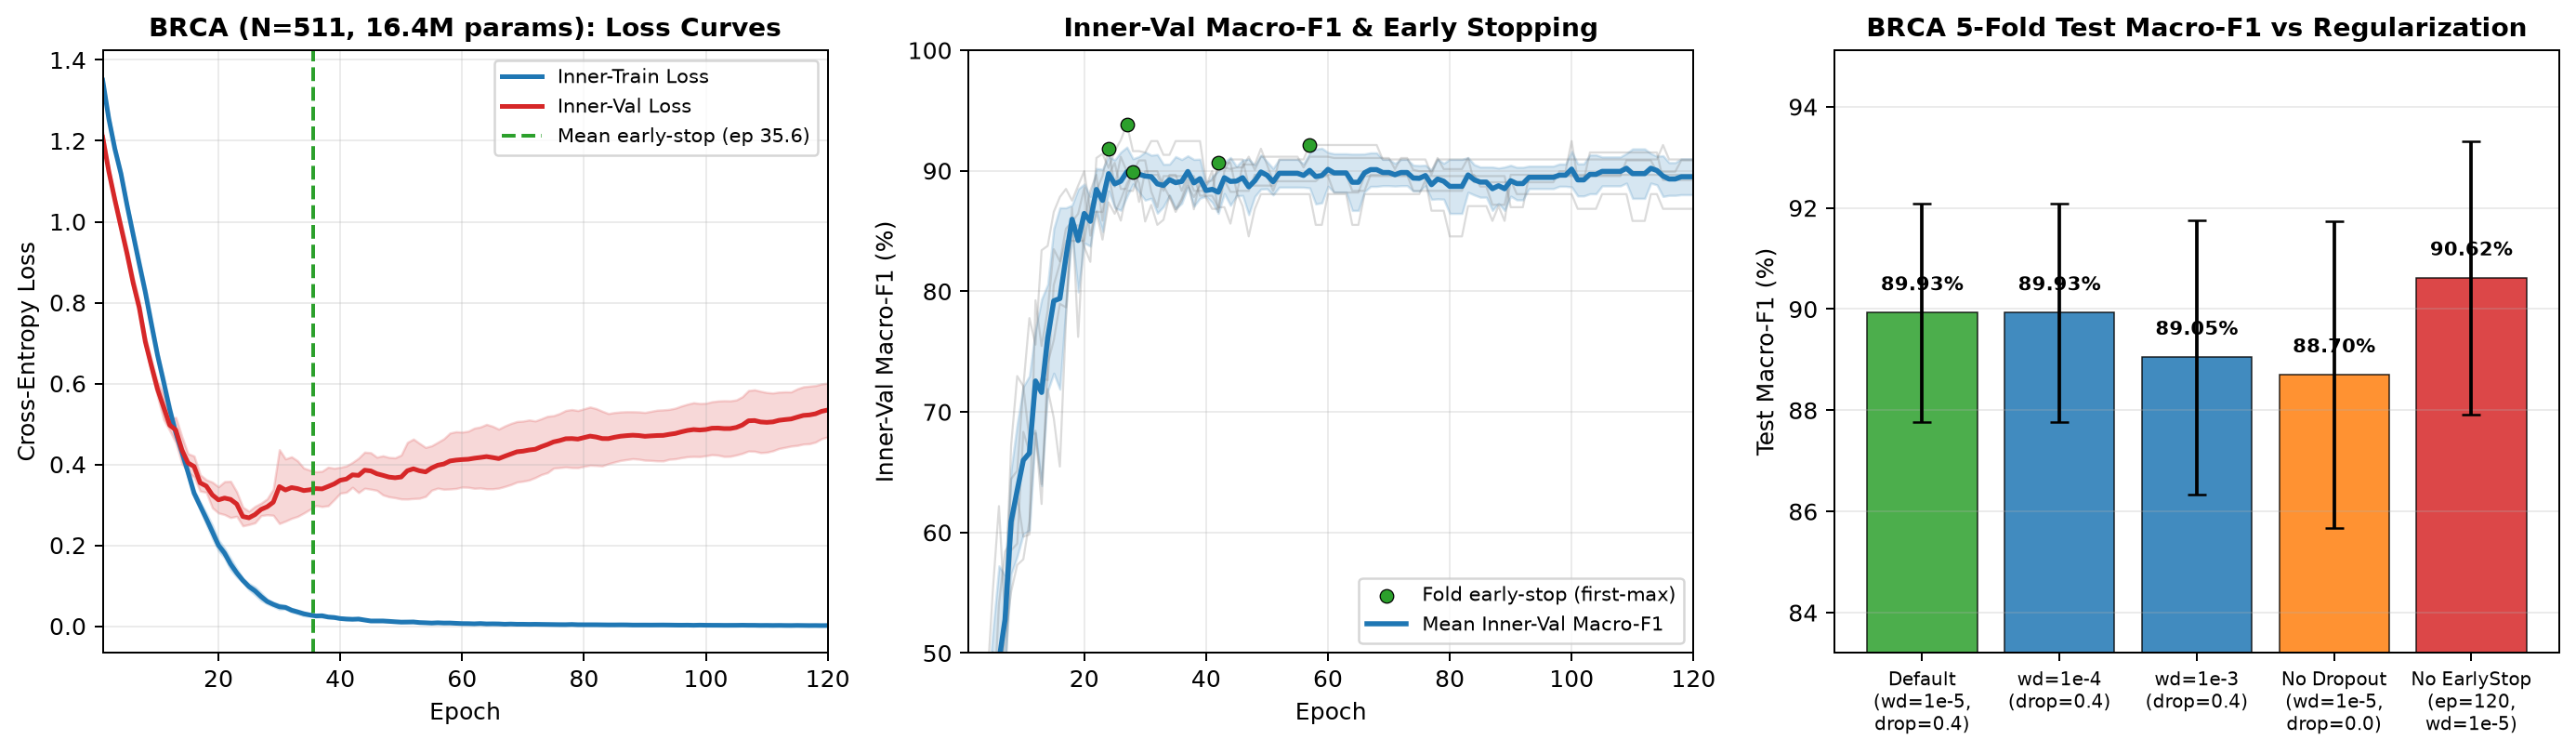 BRCA (N=511, 16.4M params): Loss Curves
Cross-Entropy Loss
1.4
1.2
1.0
0.8
0.6
0.4
0.2
0.0
Inner-Train Loss
Inner-Val Loss
Mean early-stop (ep 35.6)
20 40 60 80 100 120
Epoch
Inner-Val Macro-F1 & Early Stopping
Inner-Val Macro-F1 (%)
100
90
80
70
60
50
Fold early-stop (first-max)
Mean Inner-Val Macro-F1
20 40 60 80 100 120
Epoch
BRCA 5-Fold Test Macro-F1 vs Regularization
Test Macro-F1 (%)
94
92
90
88
86
84
89.93%
89.93%
89.05%
88.70%
90.62%
Default
(wd=1e-5,
drop=0.4)
wd=1e-4
(drop=0.4)
wd=1e-3
(drop=0.4)
No Dropout
(wd=1e-5,
drop=0.0)
No EarlyStop
(ep=120,
wd=1e-5)